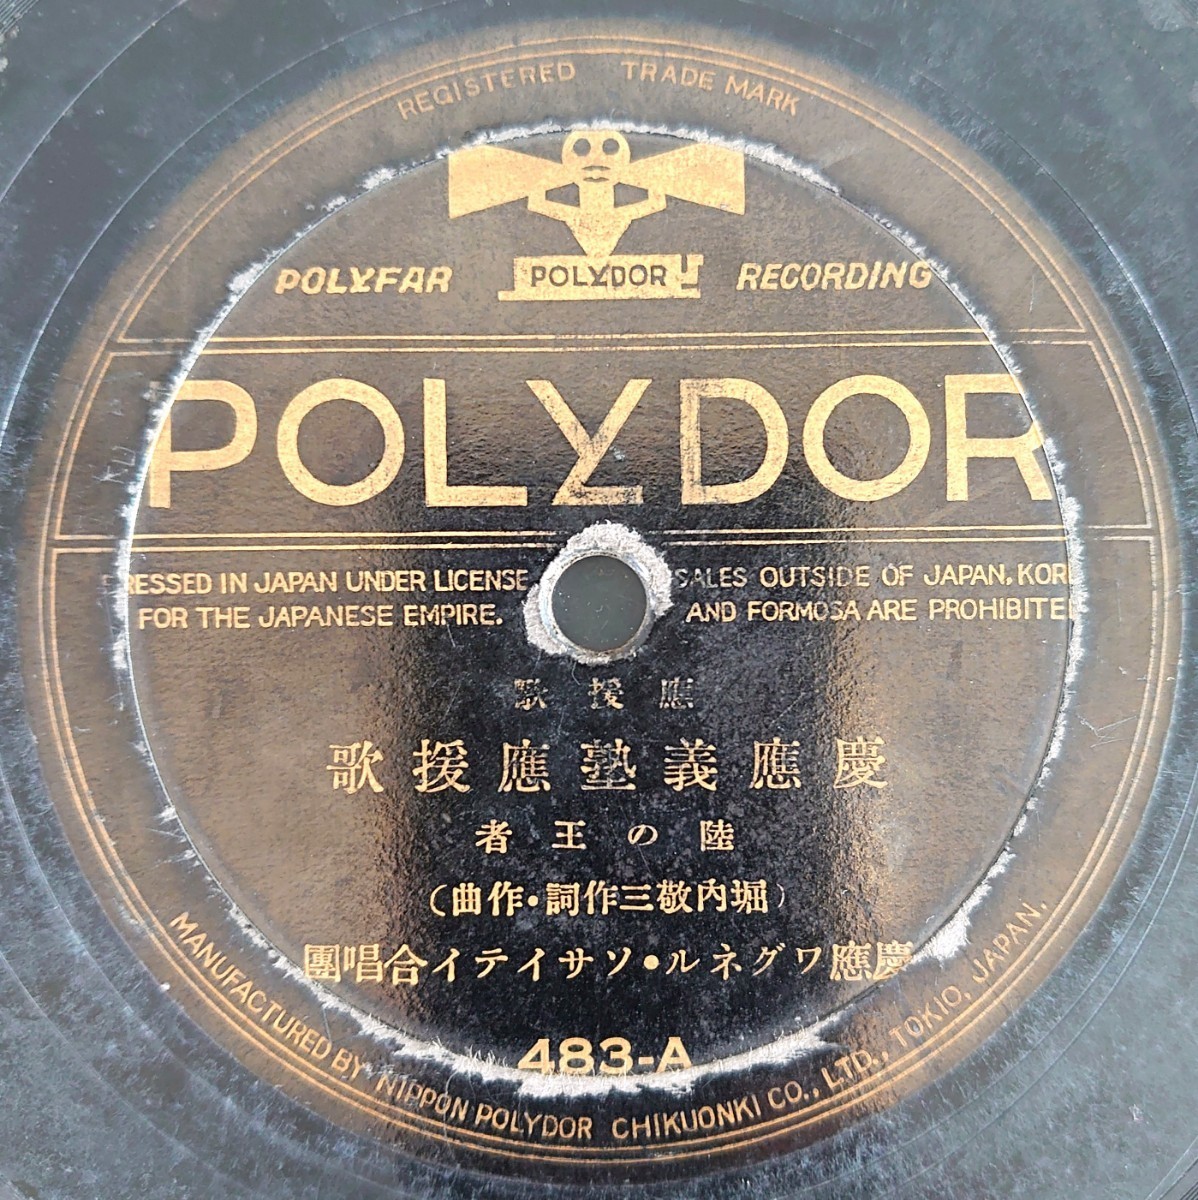 REGISTERED TRADE MARK
POLYFAR
POLYDOR
RECORDING
POLYDOR
RESSED IN JAPAN UNDER LICENSE
FOR THE JAPANESE EMPIRE.
SALES OUTSIDE OF JAPAN, KOR
AND FORMOSA ARE PROHIBITE
應援歌
慶應義塾應援歌
陸の王者
(堀内敬三作詞・作曲)
慶應ワグネル・ソサイテイ合唱團
483-A
MANUFACTURED BY NIPPON POLYDOR CHIKUONKI CO., LTD., TOKIO, JAPAN.